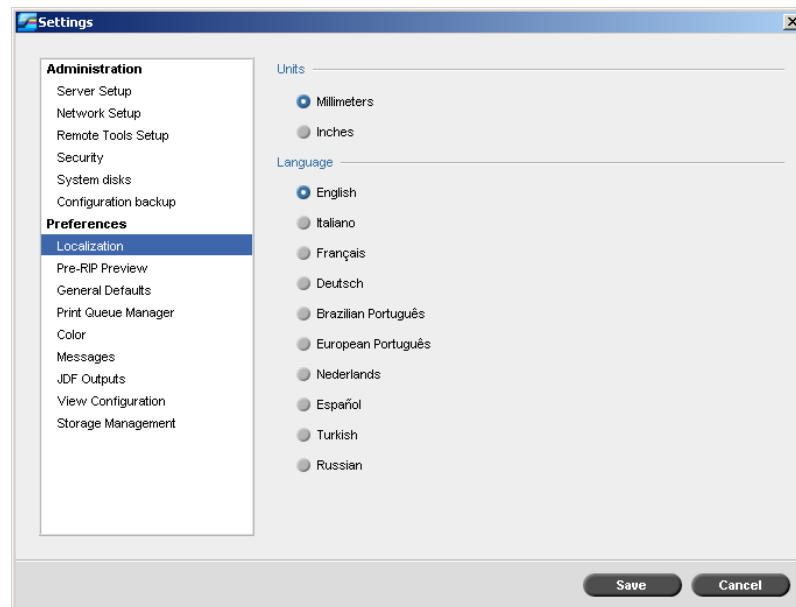 Settings
Administration
Server Setup
Network Setup
Remote Tools Setup
Security
System disks
Configuration backup
Preferences
Localization
Pre-RIP Preview
General Defaults
Print Queue Manager
Color
Messages
JDF Outputs
View Configuration
Storage Management
Units
Millimeters
Inches
Language
English
Italiano
Français
Deutsch
Brazilian Português
European Português
Nederlands
Español
Turkish
Russian
Save
Cancel